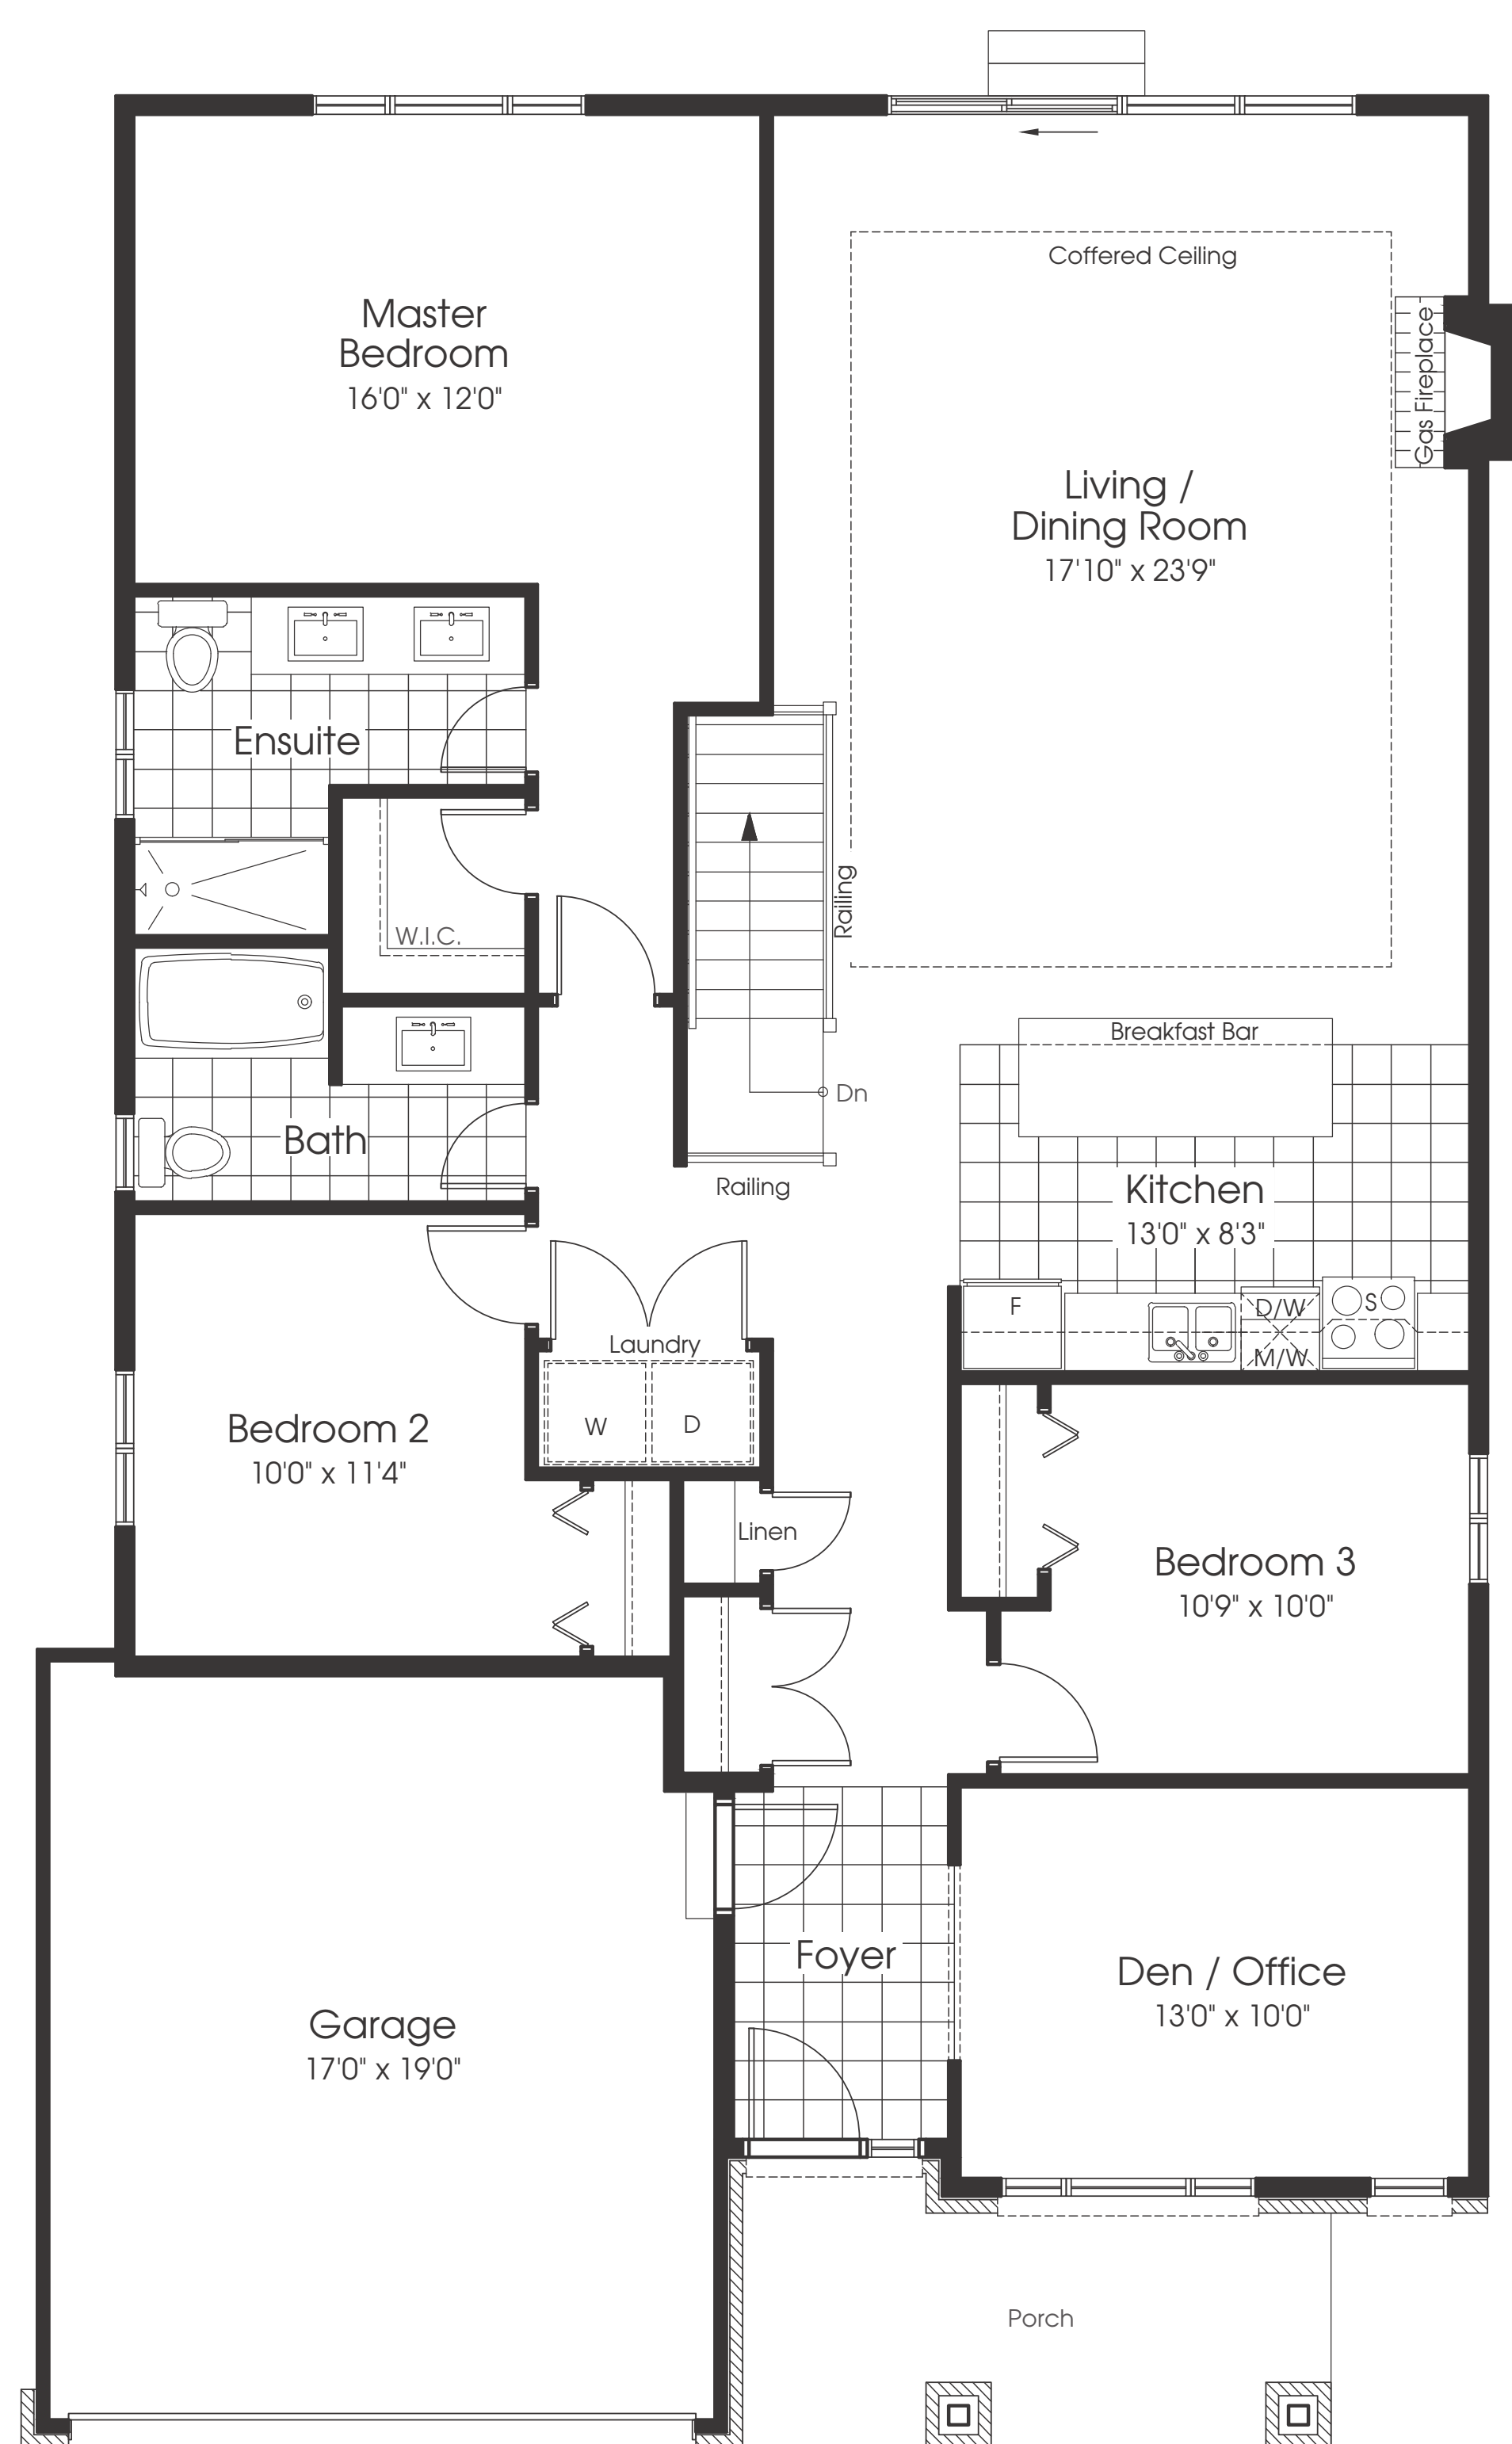 Coffered Ceiling
Master
Bedroom
16'0" x 12'0"
Gas Fireplace
Living /
Dining Room
17'10" x 23'9"
Ensuite
Railing
W.I.C.
Breakfast Bar
Dn
Bath
Railing
Kitchen
13'0" x 8'3"
F
D/W
S
M/W
Laundry
W
D
Bedroom 2
10'0" x 11'4"
Linen
Bedroom 3
10'9" x 10'0"
Foyer
Den / Office
13'0" x 10'0"
Garage
17'0" x 19'0"
Porch